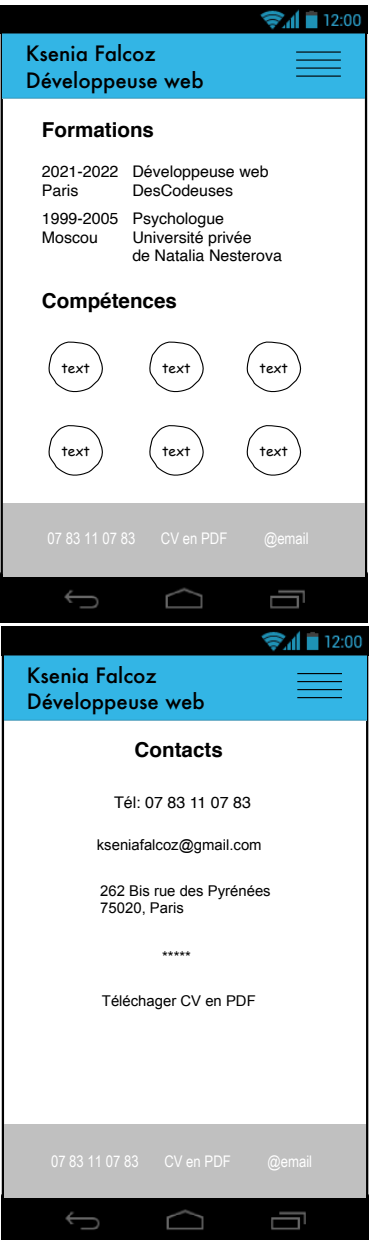 12:00
Ksenia Falcoz
Développeuse web
Formations
2021-2022 Développeuse web
Paris DesCodeuses
1999-2005 Psychologue
Moscou Université privée
de Natalia Nesterova
Compétences
text text text
text text text
07 83 11 07 83 CV en PDF @email
12:00
Ksenia Falcoz
Développeuse web
Contacts
Tél: 07 83 11 07 83
kseniafalcoz@gmail.com
262 Bis rue des Pyrénées
75020, Paris
*****
Téléchager CV en PDF
07 83 11 07 83 CV en PDF @email